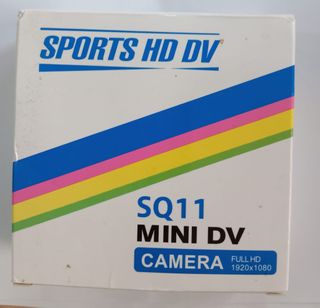 SPORTS HD DV
SQ11
MINI DV
CAMERA
FULL HD
1920x1080